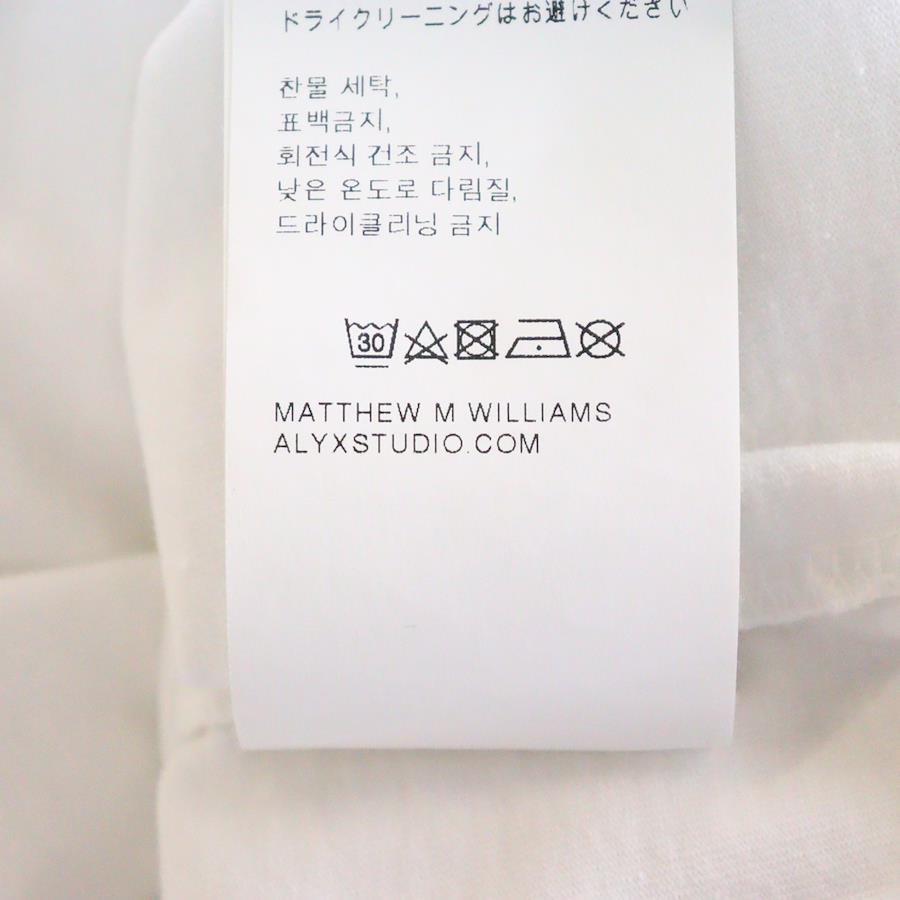 ドライクリーニングはお避けください
찬물 세탁,
표백금지,
회전식 건조 금지,
낮은 온도로 다림질,
드라이클리닝 금지
30
MATTHEW M WILLIAMS
ALYXSTUDIO.COM